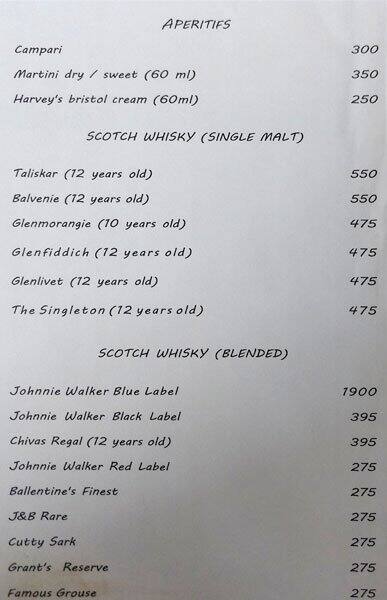 APERITIFS
Campari 300
Martini dry / sweet (60 ml) 350
Harvey's bristol cream (60ml) 250
SCOTCH WHISKY (SINGLE MALT)
Taliskar (12 years old) 550
Balvenie (12 years old) 550
Glenmorangie (10 years old) 475
Glenfiddich (12 years old) 475
Glenlivet (12 years old) 475
The Singleton (12 years old) 475
SCOTCH WHISKY (BLENDED)
Johnnie Walker Blue Label 1900
Johnnie Walker Black Label 395
Chivas Regal (12 years old) 395
Johnnie Walker Red Label 275
Ballentine's Finest 275
J&B Rare 275
Cutty Sark 275
Grant's Reserve 275
Famous Grouse 275